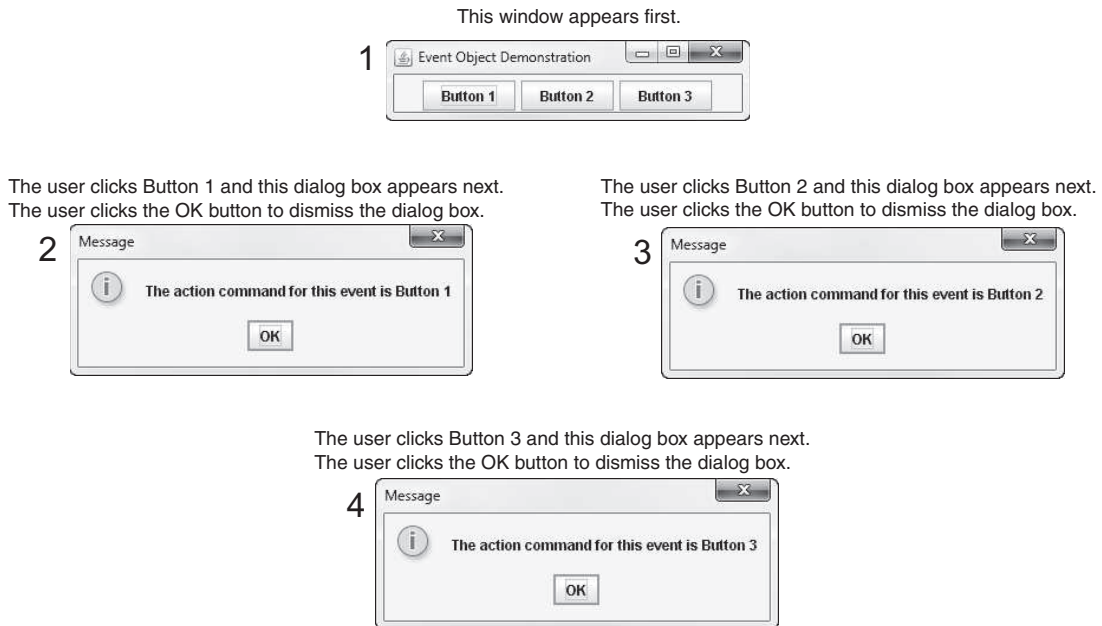 This window appears first.
1
Event Object Demonstration
Button 1 Button 2 Button 3
The user clicks Button 1 and this dialog box appears next.
The user clicks the OK button to dismiss the dialog box.
2
Message
The action command for this event is Button 1
OK
The user clicks Button 2 and this dialog box appears next.
The user clicks the OK button to dismiss the dialog box.
3
Message
The action command for this event is Button 2
OK
The user clicks Button 3 and this dialog box appears next.
The user clicks the OK button to dismiss the dialog box.
4
Message
The action command for this event is Button 3
OK